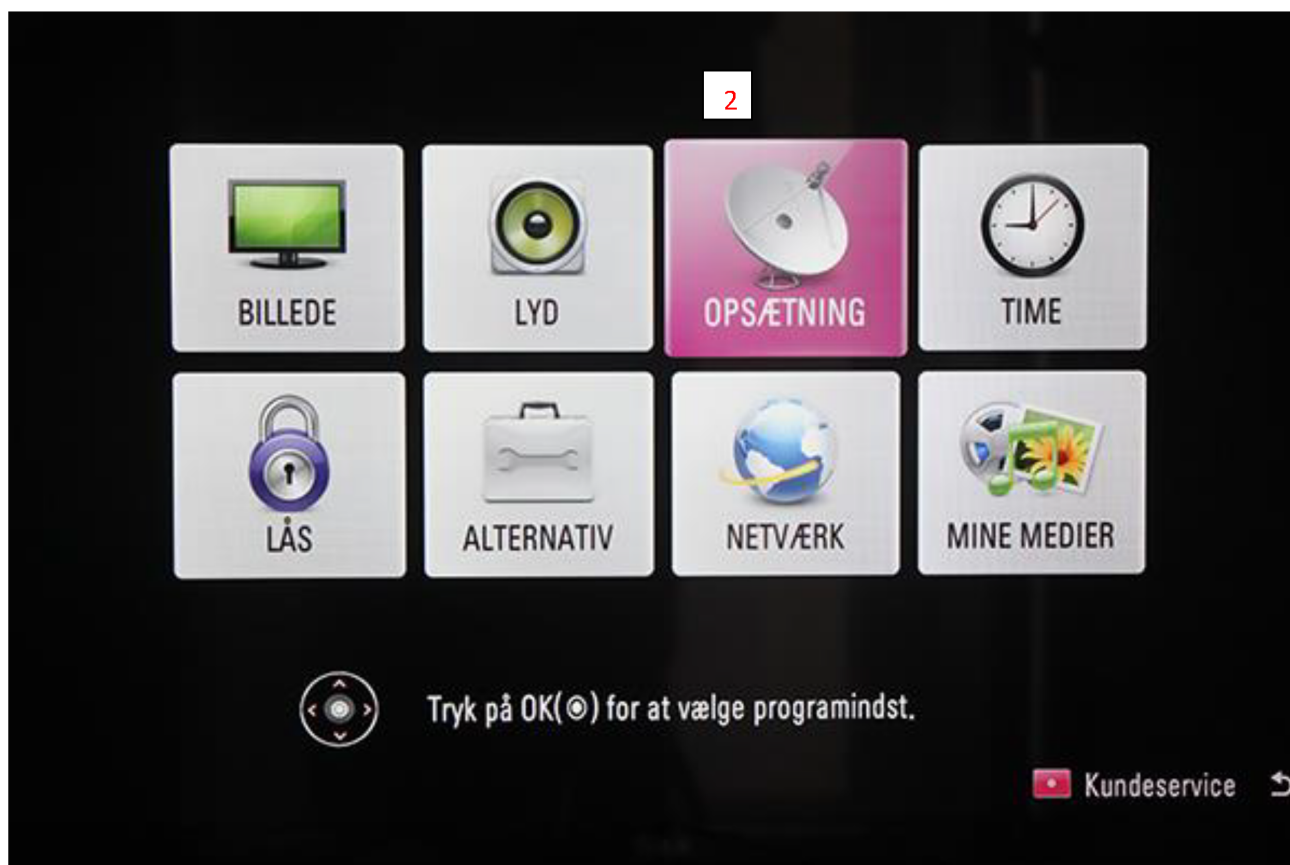 2
BILLEDE
LYD
OPSÆTNING
TIME
LÅS
ALTERNATIV
NETVÆRK
MINE MEDIER
Tryk på OK(◉) for at vælge programindst.
Kundeservice